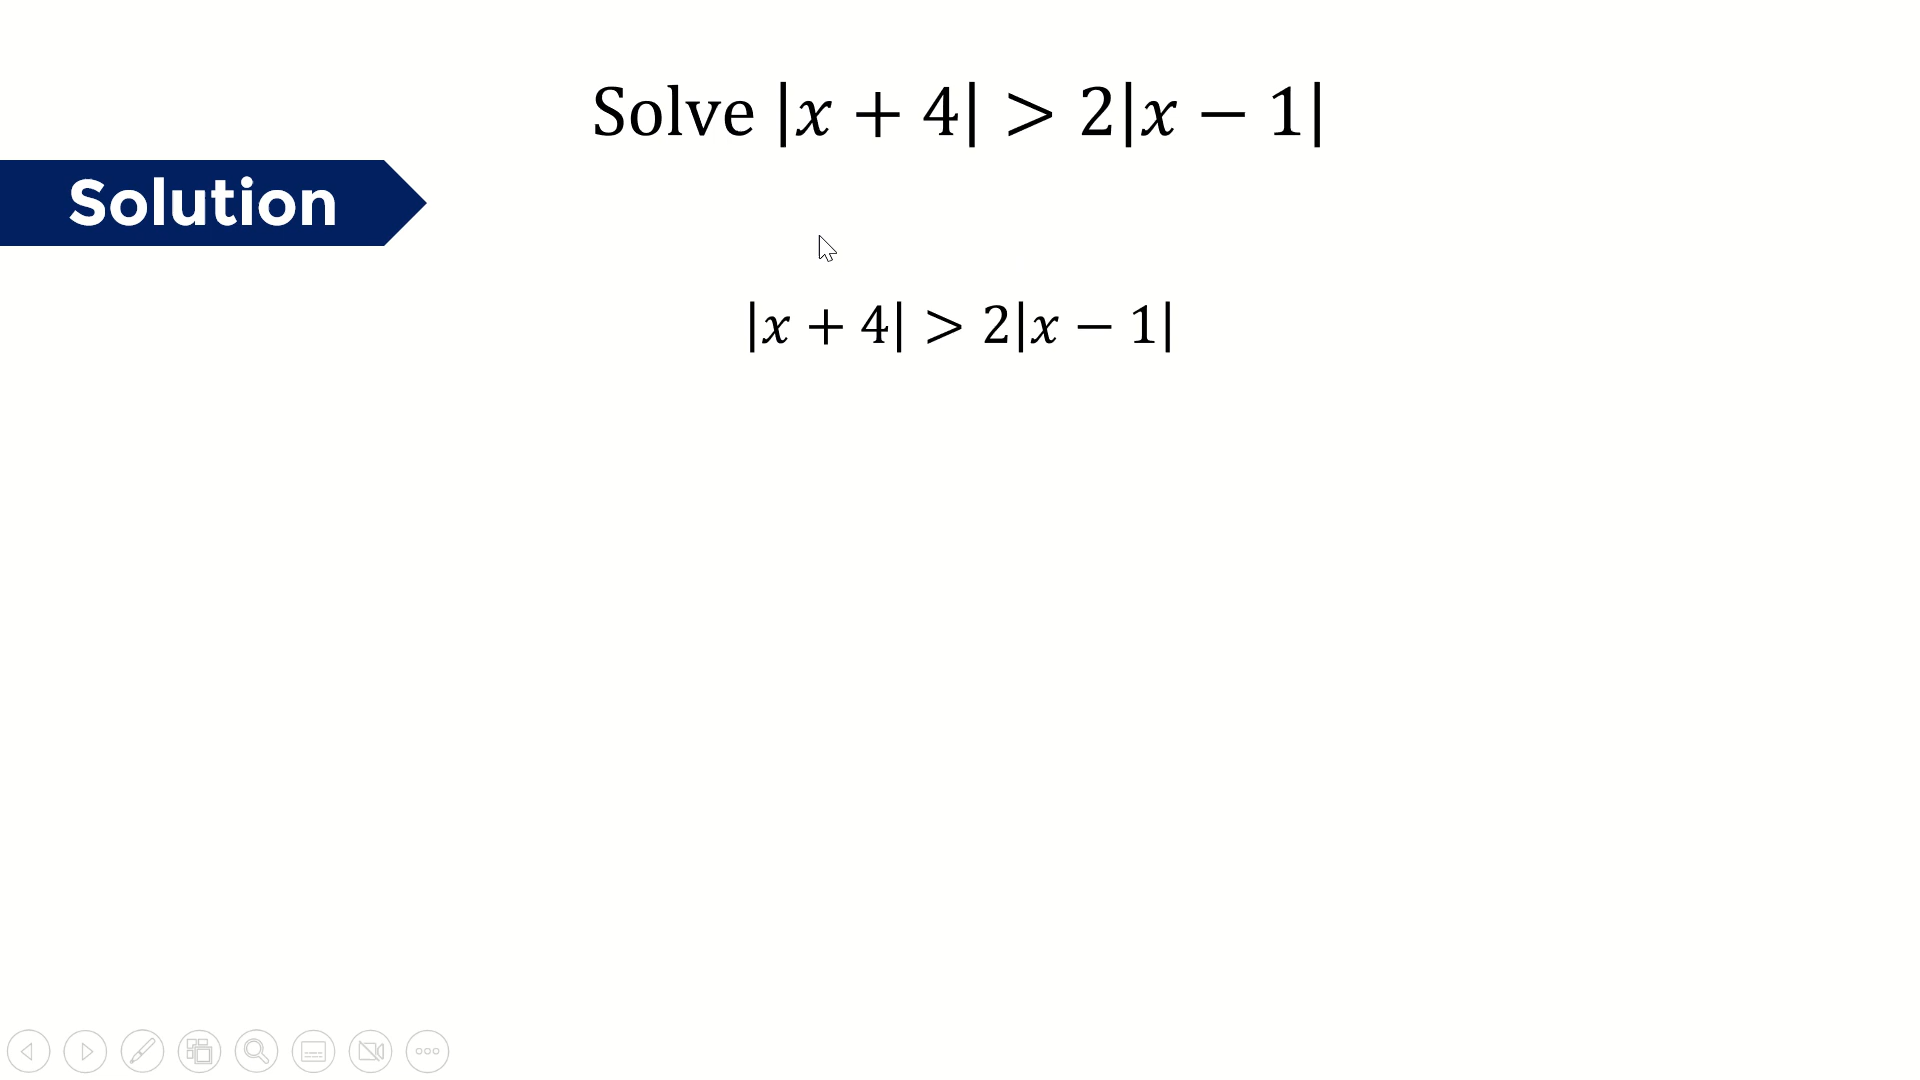 Solve |x + 4| > 2|x − 1|
Solution
|x + 4| > 2|x − 1|